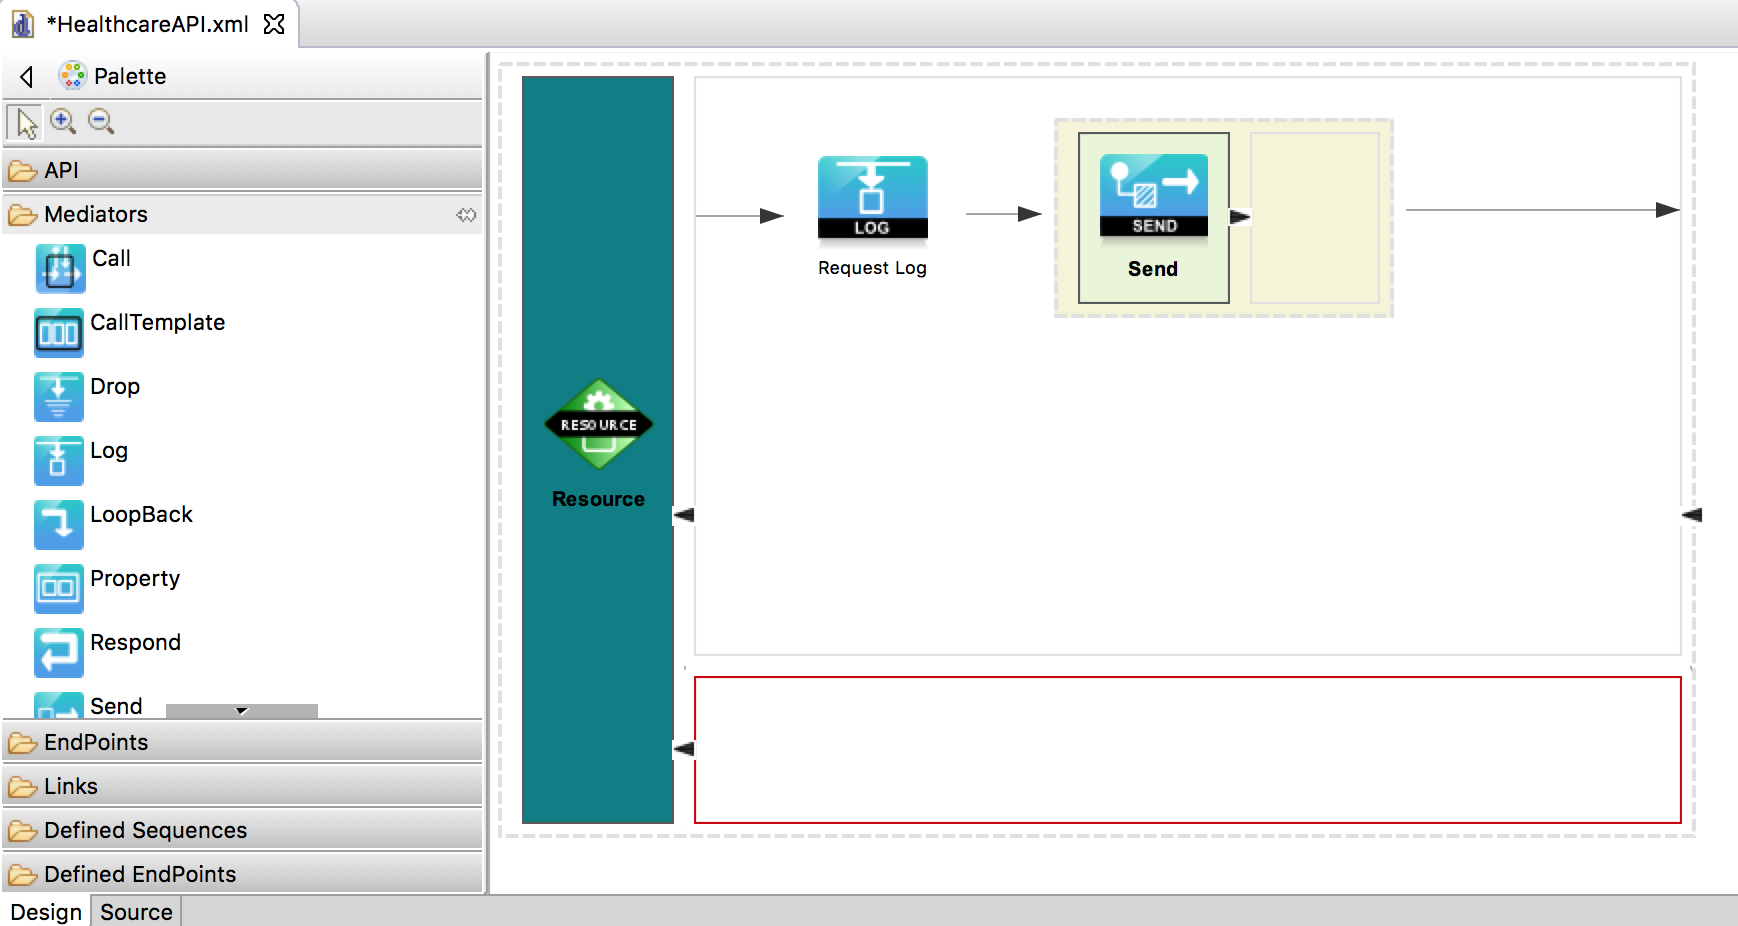 *HealthcareAPI.xml
Palette
API
Mediators
Call
CallTemplate
Drop
Log
LoopBack
Property
Respond
Send
EndPoints
Links
Defined Sequences
Defined EndPoints
Design
Source
RESOURCE
Resource
LOG
Request Log
SEND
Send